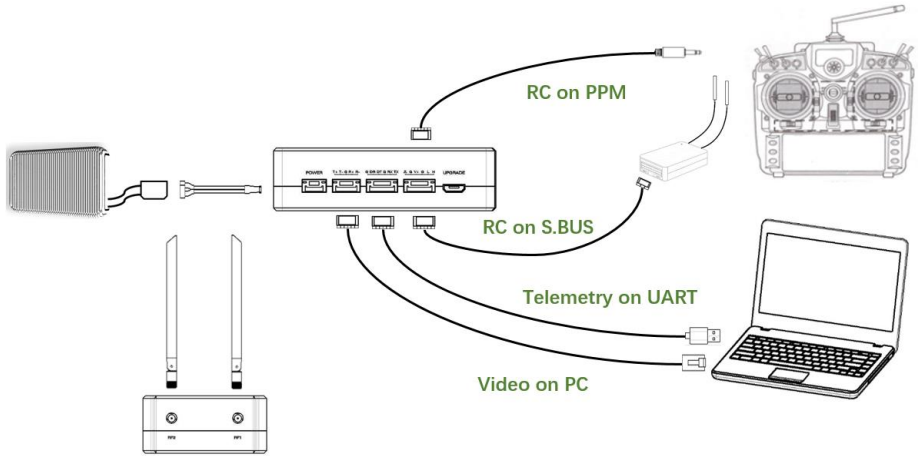 RC on PPM
POWER
UPGRADE
RC on S.BUS
Telemetry on UART
Video on PC